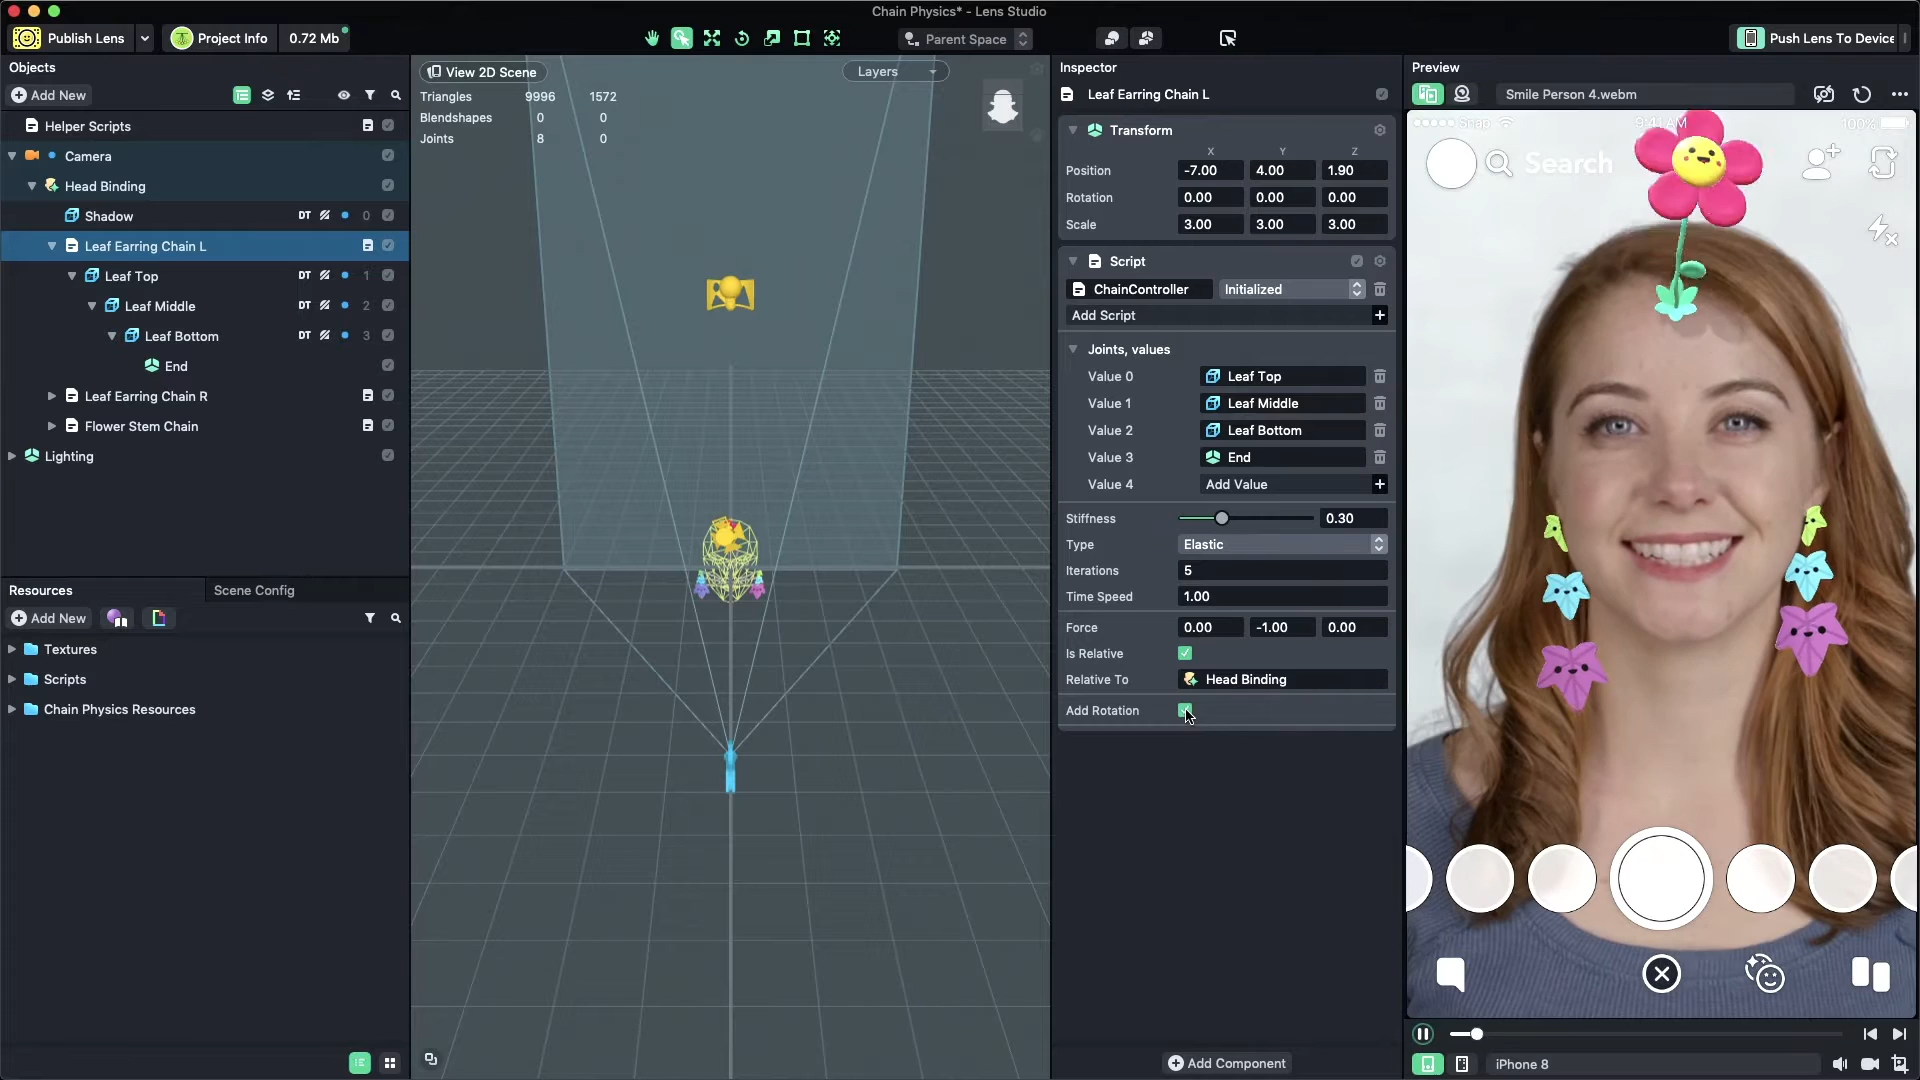 Chain Physics* - Lens Studio
Publish Lens
Project Info
0.72 Mb
Parent Space
Push Lens To Device
Objects
Add New
Helper Scripts
Camera
Head Binding
Shadow DT 0
Leaf Earring Chain L
Leaf Top DT 1
Leaf Middle DT 2
Leaf Bottom DT 3
End
Leaf Earring Chain R
Flower Stem Chain
Lighting
Resources
Scene Config
Add New
Textures
Scripts
Chain Physics Resources
View 2D Scene
Layers
Triangles 9996 1572
Blendshapes 0 0
Joints 8 0
Inspector
Leaf Earring Chain L
Transform
X Y Z
Position -7.00 4.00 1.90
Rotation 0.00 0.00 0.00
Scale 3.00 3.00 3.00
Script
ChainController Initialized
Add Script
Joints, values
Value 0 Leaf Top
Value 1 Leaf Middle
Value 2 Leaf Bottom
Value 3 End
Value 4 Add Value
Stiffness 0.30
Type Elastic
Iterations 5
Time Speed 1.00
Force 0.00 -1.00 0.00
Is Relative
Relative To Head Binding
Add Rotation
Add Component
Preview
Smile Person 4.webm
Snap 9:41 AM 100%
Search
iPhone 8